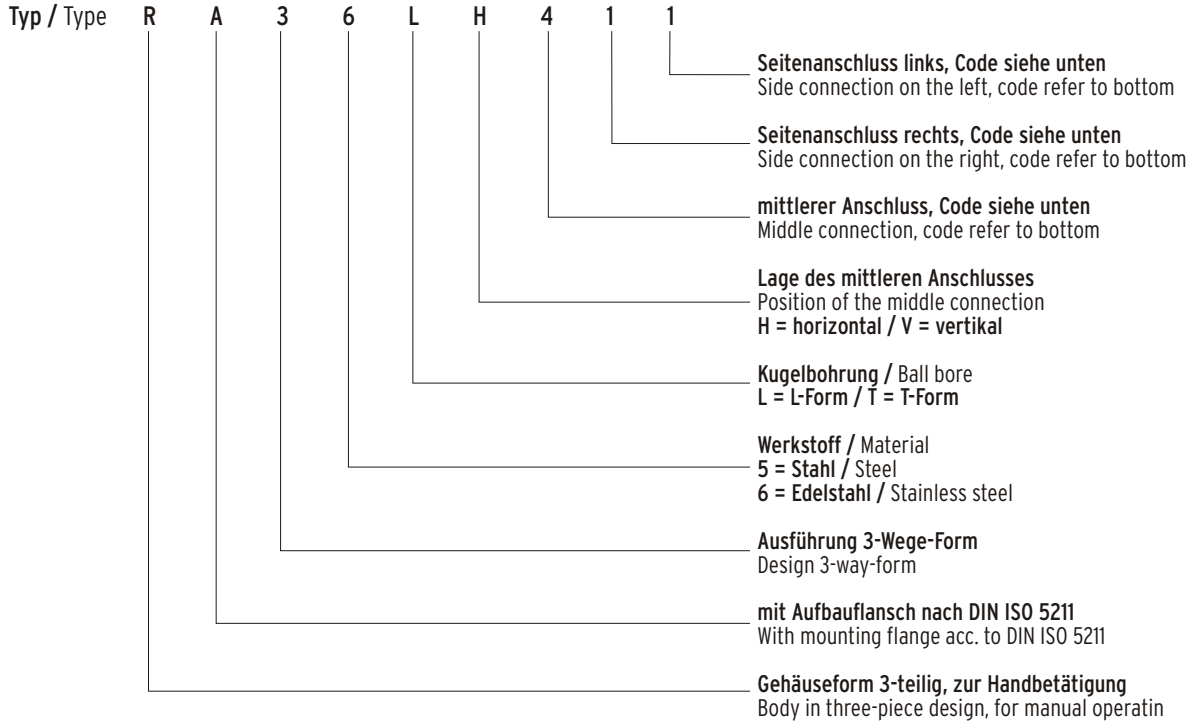 Typ / Type R A 3 6 L H 4 1 1
Seitenanschluss links, Code siehe unten
Side connection on the left, code refer to bottom
Seitenanschluss rechts, Code siehe unten
Side connection on the right, code refer to bottom
mittlerer Anschluss, Code siehe unten
Middle connection, code refer to bottom
Lage des mittleren Anschlusses
Position of the middle connection
H = horizontal / V = vertikal
Kugelbohrung / Ball bore
L = L-Form / T = T-Form
Werkstoff / Material
5 = Stahl / Steel
6 = Edelstahl / Stainless steel
Ausführung 3-Wege-Form
Design 3-way-form
mit Aufbauflansch nach DIN ISO 5211
With mounting flange acc. to DIN ISO 5211
Gehäuseform 3-teilig, zur Handbetätigung
Body in three-piece design, for manual operatin